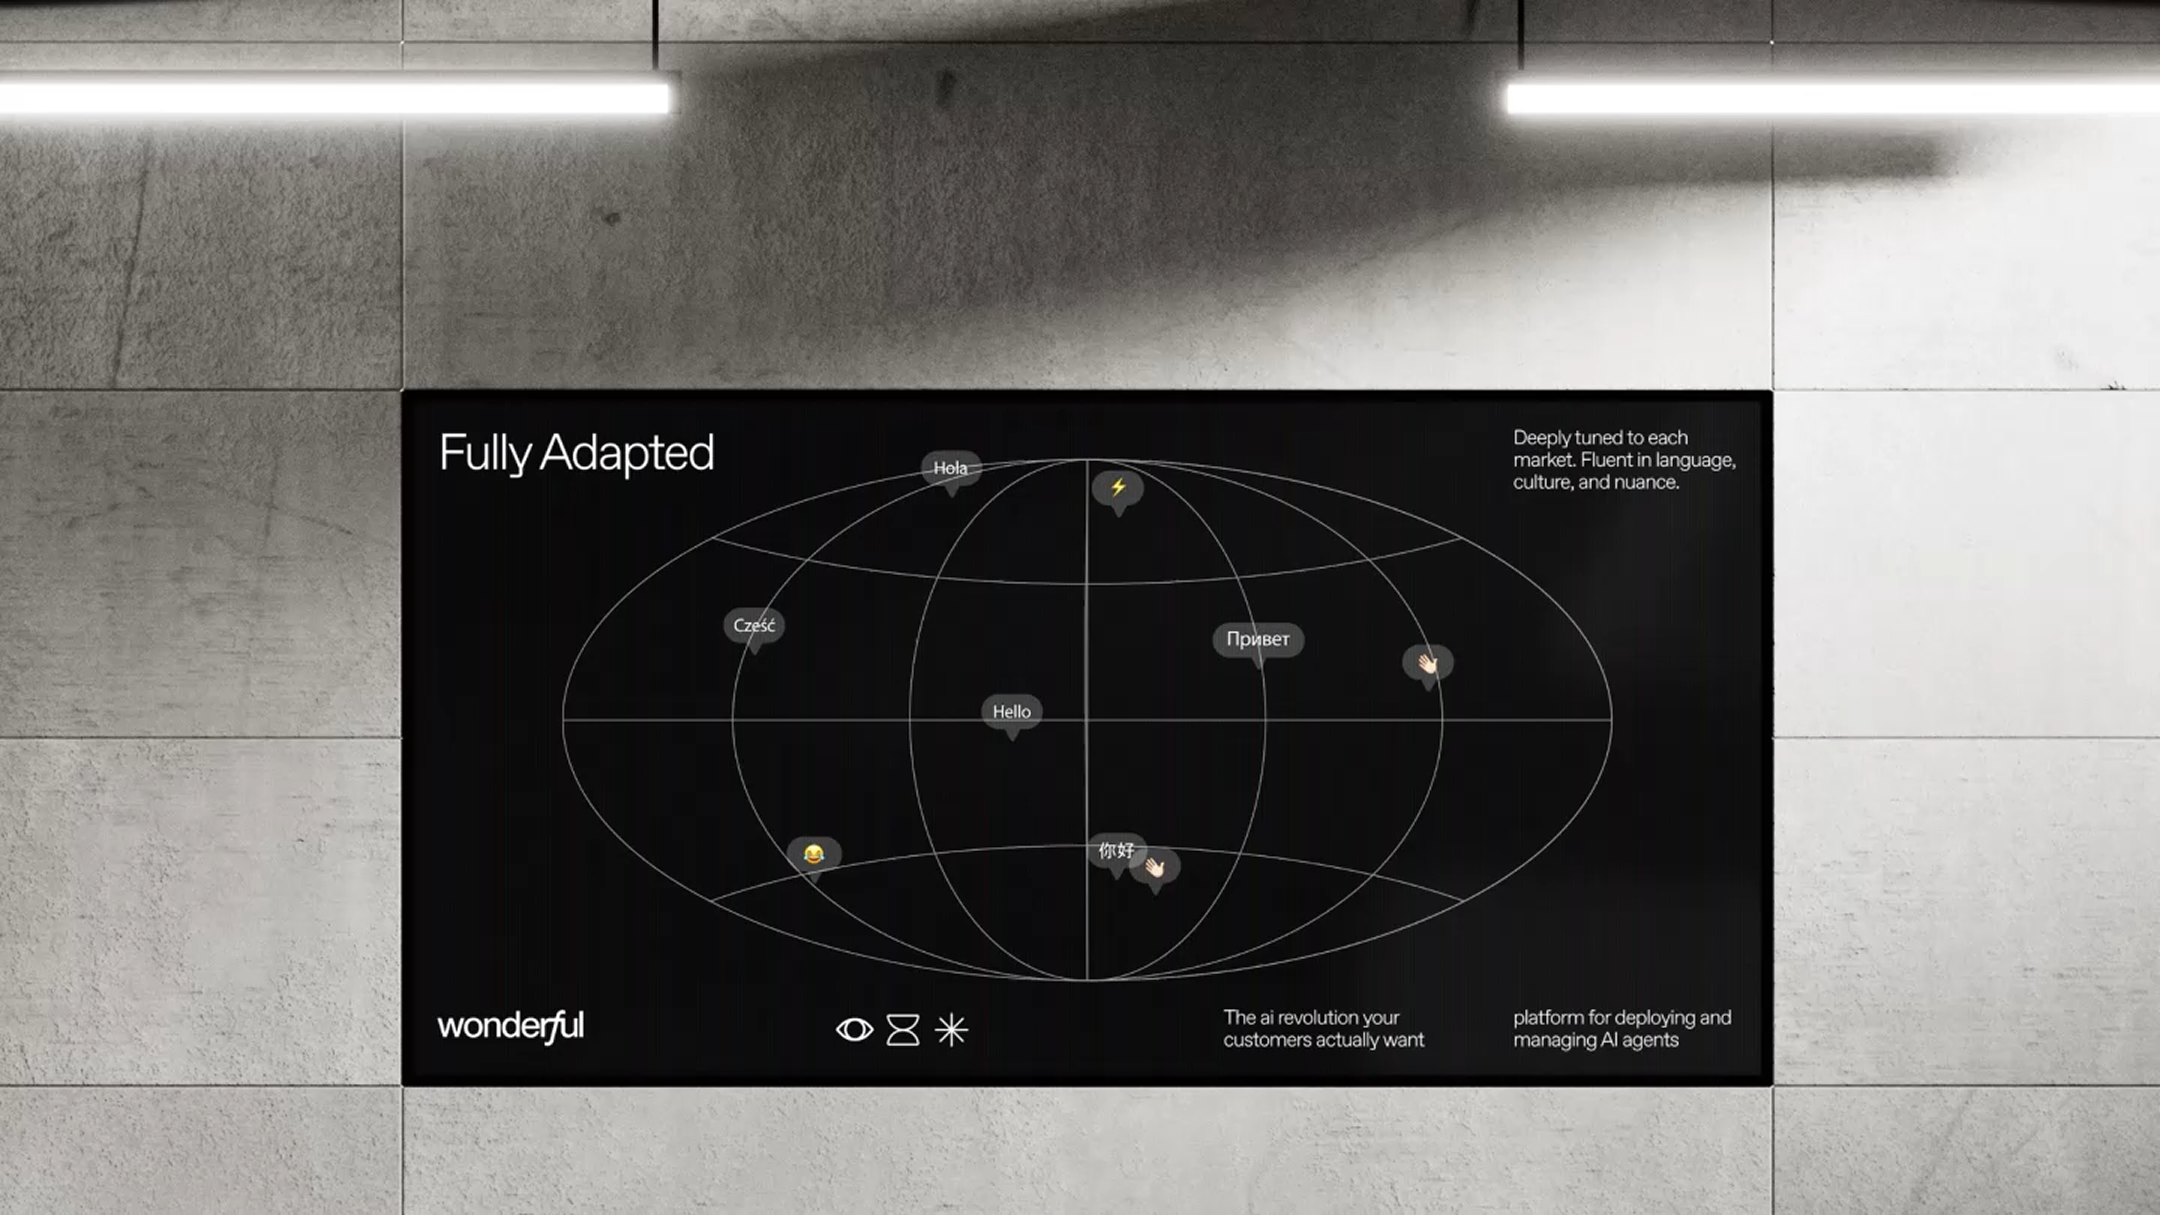 Fully Adapted
Deeply tuned to each
market. Fluent in language,
culture, and nuance.
Hola
⚡
Cześć
Привет
👋🏻
Hello
😂
你好
👋🏻
wonderful
The ai revolution your
customers actually want
platform for deploying and
managing AI agents